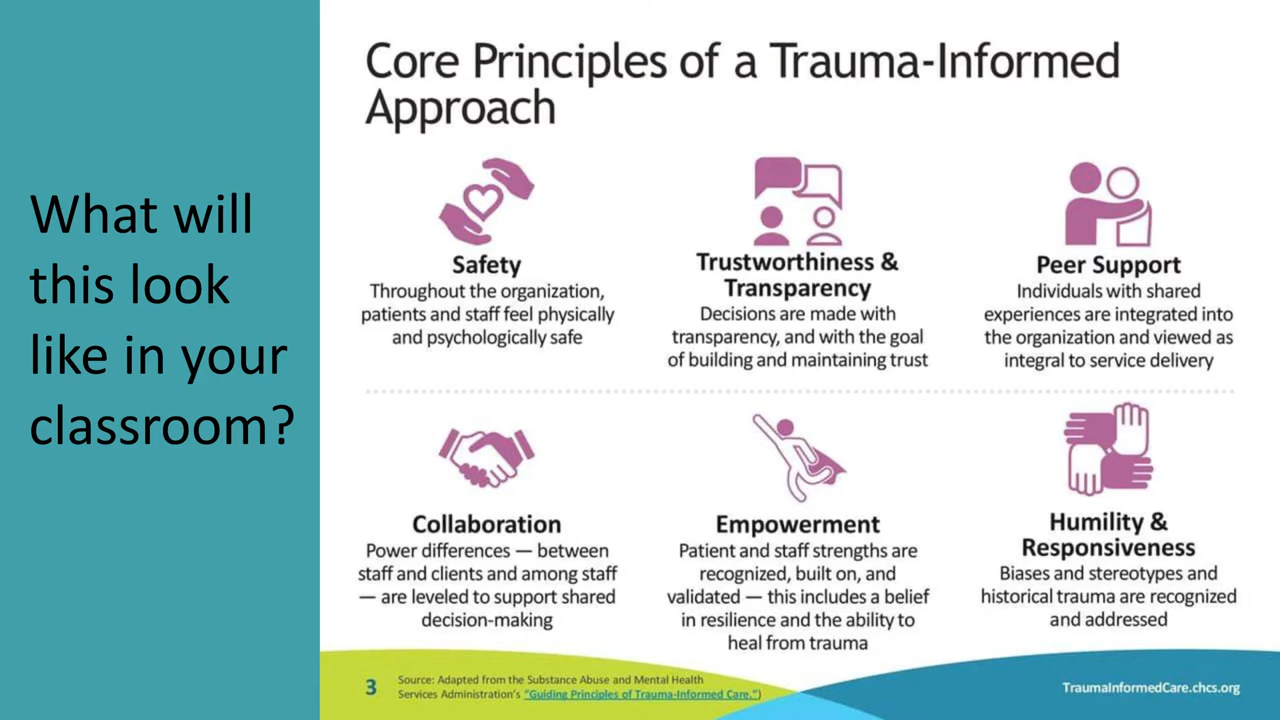 What will
this look
like in your
classroom?
Core Principles of a Trauma-Informed
Approach
Safety
Throughout the organization,
patients and staff feel physically
and psychologically safe
Trustworthiness &
Transparency
Decisions are made with
transparency, and with the goal
of building and maintaining trust
Peer Support
Individuals with shared
experiences are integrated into
the organization and viewed as
integral to service delivery
Collaboration
Power differences — between
staff and clients and among staff
— are leveled to support shared
decision-making
Empowerment
Patient and staff strengths are
recognized, built on, and
validated — this includes a belief
in resilience and the ability to
heal from trauma
Humility &
Responsiveness
Biases and stereotypes and
historical trauma are recognized
and addressed
3
Source: Adapted from the Substance Abuse and Mental Health
Services Administration's “Guiding Principles of Trauma-Informed Care.”)
TraumaInformedCare.chcs.org